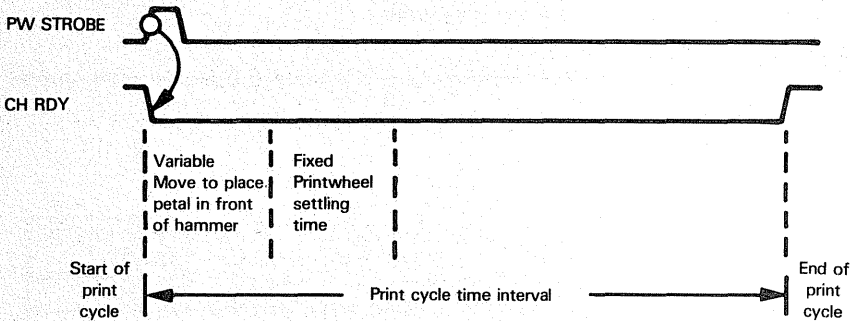 PW STROBE
CH RDY
Variable
Move to place
petal in front
of hammer
Fixed
Printwheel
settling
time
Start of
print
cycle
Print cycle time interval
End of
print
cycle